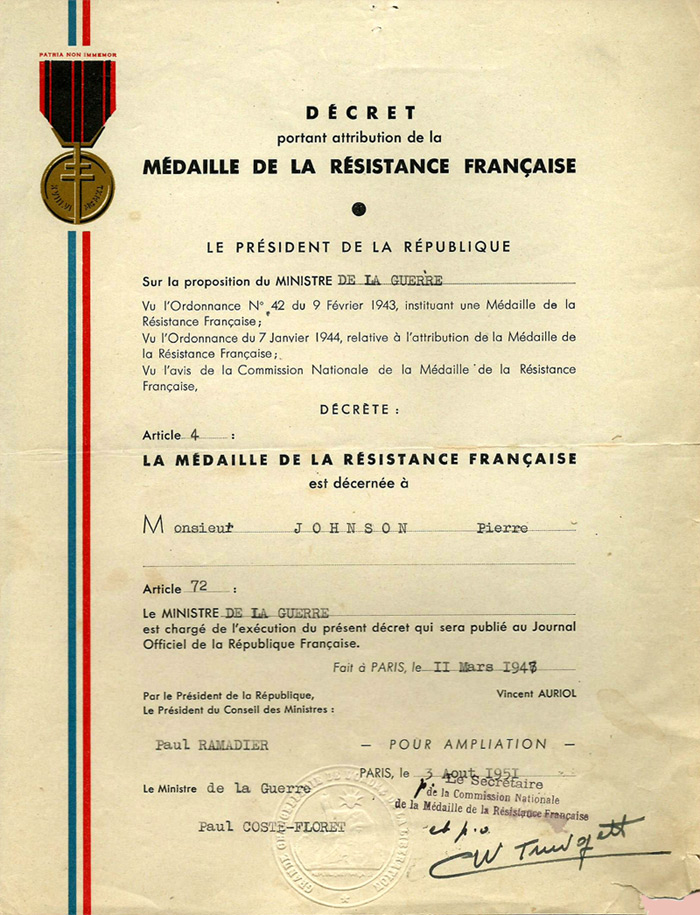 PATRIA NON IMMEMOR
DÉCRET
portant attribution de la
MÉDAILLE DE LA RÉSISTANCE FRANÇAISE
LE PRÉSIDENT DE LA RÉPUBLIQUE
Sur la proposition du MINISTRE DE LA GUERRE
Vu l'Ordonnance N° 42 du 9 Février 1943, instituant une Médaille de la
Résistance Française;
Vu l'Ordonnance du 7 Janvier 1944, relative à l'attribution de la Médaille de
la Résistance Française;
Vu l'avis de la Commission Nationale de la Médaille de la Résistance
Française,
DÉCRÈTE :
Article 4 :
LA MÉDAILLE DE LA RÉSISTANCE FRANÇAISE
est décernée à
Monsieur JOHNSON Pierre
Article 72 :
Le MINISTRE DE LA GUERRE
est chargé de l'exécution du présent décret qui sera publié au Journal
Officiel de la République Française.
Fait à PARIS, le II Mars 1947
Par le Président de la République, Vincent AURIOL
Le Président du Conseil des Ministres :
Paul RAMADIER — POUR AMPLIATION —
PARIS, le 3 Aout 1951
Le Ministre de la Guerre
p. Le Secrétaire
de la Commission Nationale
de la Médaille de la Résistance Française
Paul COSTE-FLORET
et p.o.